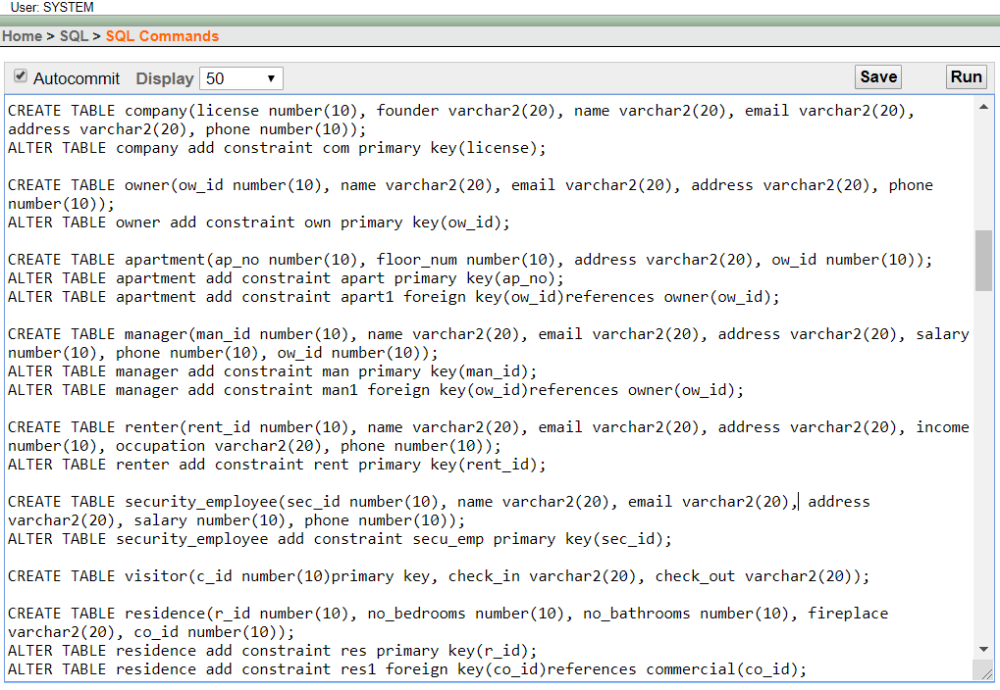 User: SYSTEM
Home > SQL > SQL Commands
Autocommit Display 50 Save Run
CREATE TABLE company(license number(10), founder varchar2(20), name varchar2(20), email varchar2(20),
address varchar2(20), phone number(10));
ALTER TABLE company add constraint com primary key(license);
CREATE TABLE owner(ow_id number(10), name varchar2(20), email varchar2(20), address varchar2(20), phone
number(10));
ALTER TABLE owner add constraint own primary key(ow_id);
CREATE TABLE apartment(ap_no number(10), floor_num number(10), address varchar2(20), ow_id number(10));
ALTER TABLE apartment add constraint apart primary key(ap_no);
ALTER TABLE apartment add constraint apart1 foreign key(ow_id)references owner(ow_id);
CREATE TABLE manager(man_id number(10), name varchar2(20), email varchar2(20), address varchar2(20), salary
number(10), phone number(10), ow_id number(10));
ALTER TABLE manager add constraint man primary key(man_id);
ALTER TABLE manager add constraint man1 foreign key(ow_id)references owner(ow_id);
CREATE TABLE renter(rent_id number(10), name varchar2(20), email varchar2(20), address varchar2(20), income
number(10), occupation varchar2(20), phone number(10));
ALTER TABLE renter add constraint rent primary key(rent_id);
CREATE TABLE security_employee(sec_id number(10), name varchar2(20), email varchar2(20), address
varchar2(20), salary number(10), phone number(10));
ALTER TABLE security_employee add constraint secu_emp primary key(sec_id);
CREATE TABLE visitor(c_id number(10)primary key, check_in varchar2(20), check_out varchar2(20));
CREATE TABLE residence(r_id number(10), no_bedrooms number(10), no_bathrooms number(10), fireplace
varchar2(20), co_id number(10));
ALTER TABLE residence add constraint res primary key(r_id);
ALTER TABLE residence add constraint res1 foreign key(co_id)references commercial(co_id);